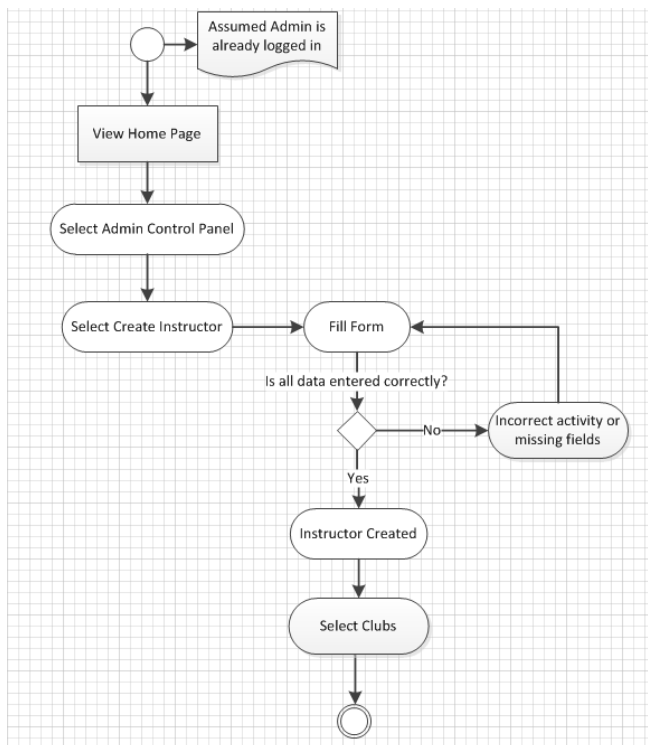 Assumed Admin is
already logged in
View Home Page
Select Admin Control Panel
Select Create Instructor
Fill Form
Is all data entered correctly?
No
Incorrect activity or
missing fields
Yes
Instructor Created
Select Clubs